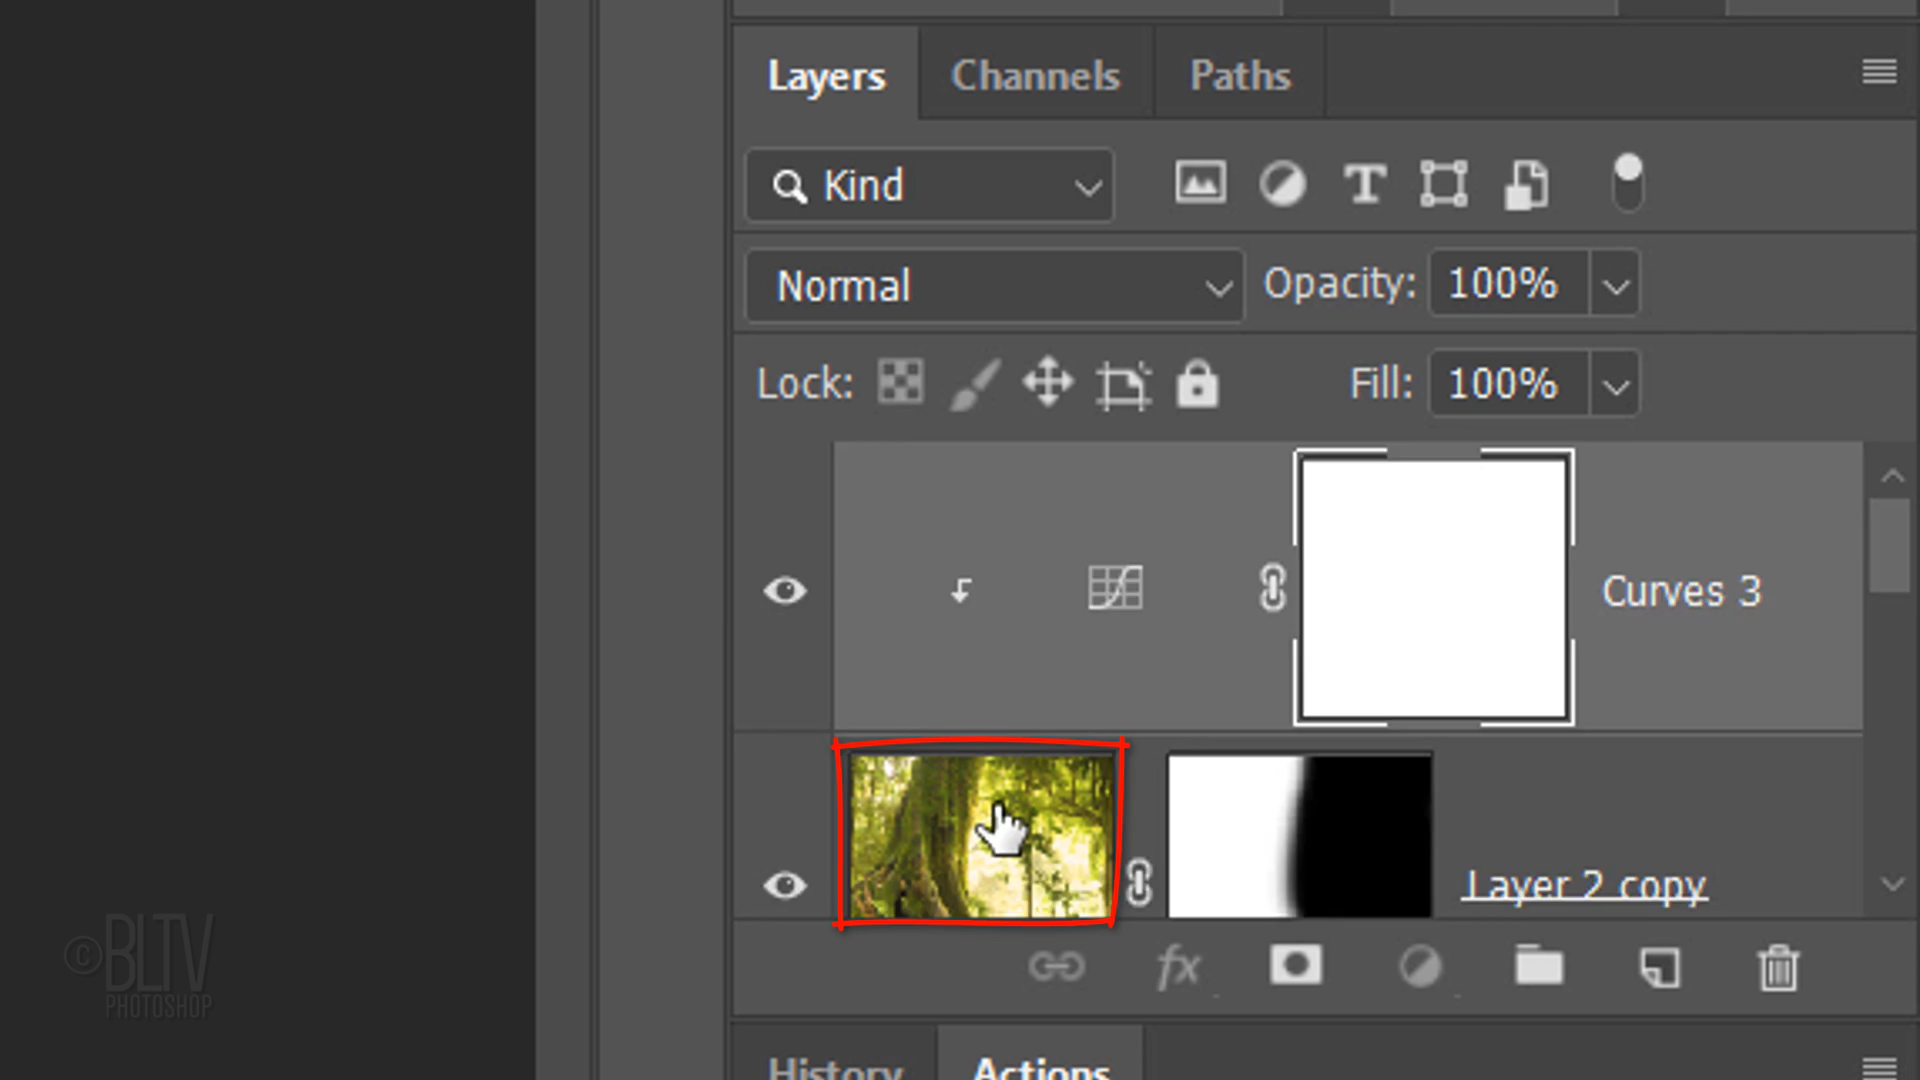 Layers Channels Paths
Kind
Normal Opacity: 100%
Lock: Fill: 100%
Curves 3
Layer 2 copy
fx
©BLTV
PHOTOSHOP
History Actions